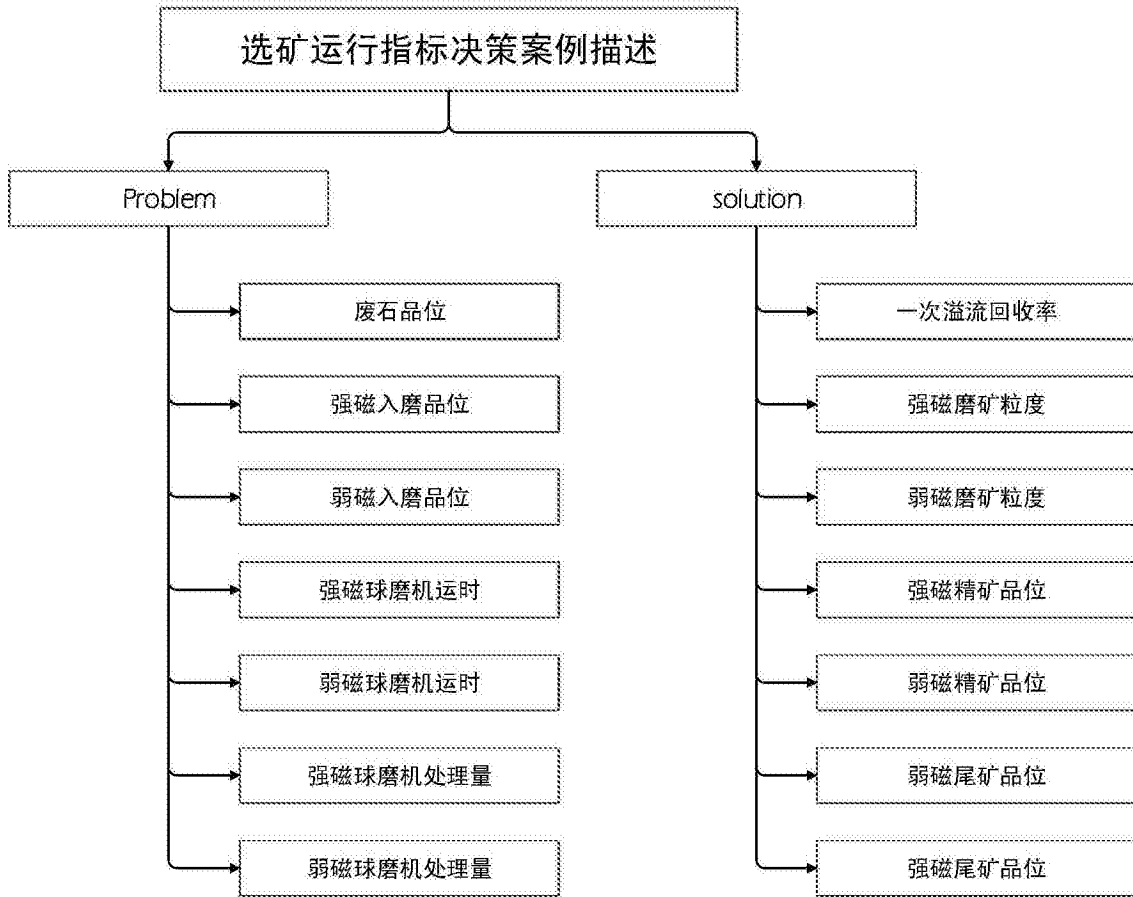 选矿运行指标决策案例描述
Problem
solution
废石品位
强磁入磨品位
弱磁入磨品位
强磁球磨机运时
弱磁球磨机运时
强磁球磨机处理量
弱磁球磨机处理量
一次溢流回收率
强磁磨矿粒度
弱磁磨矿粒度
强磁精矿品位
弱磁精矿品位
弱磁尾矿品位
强磁尾矿品位